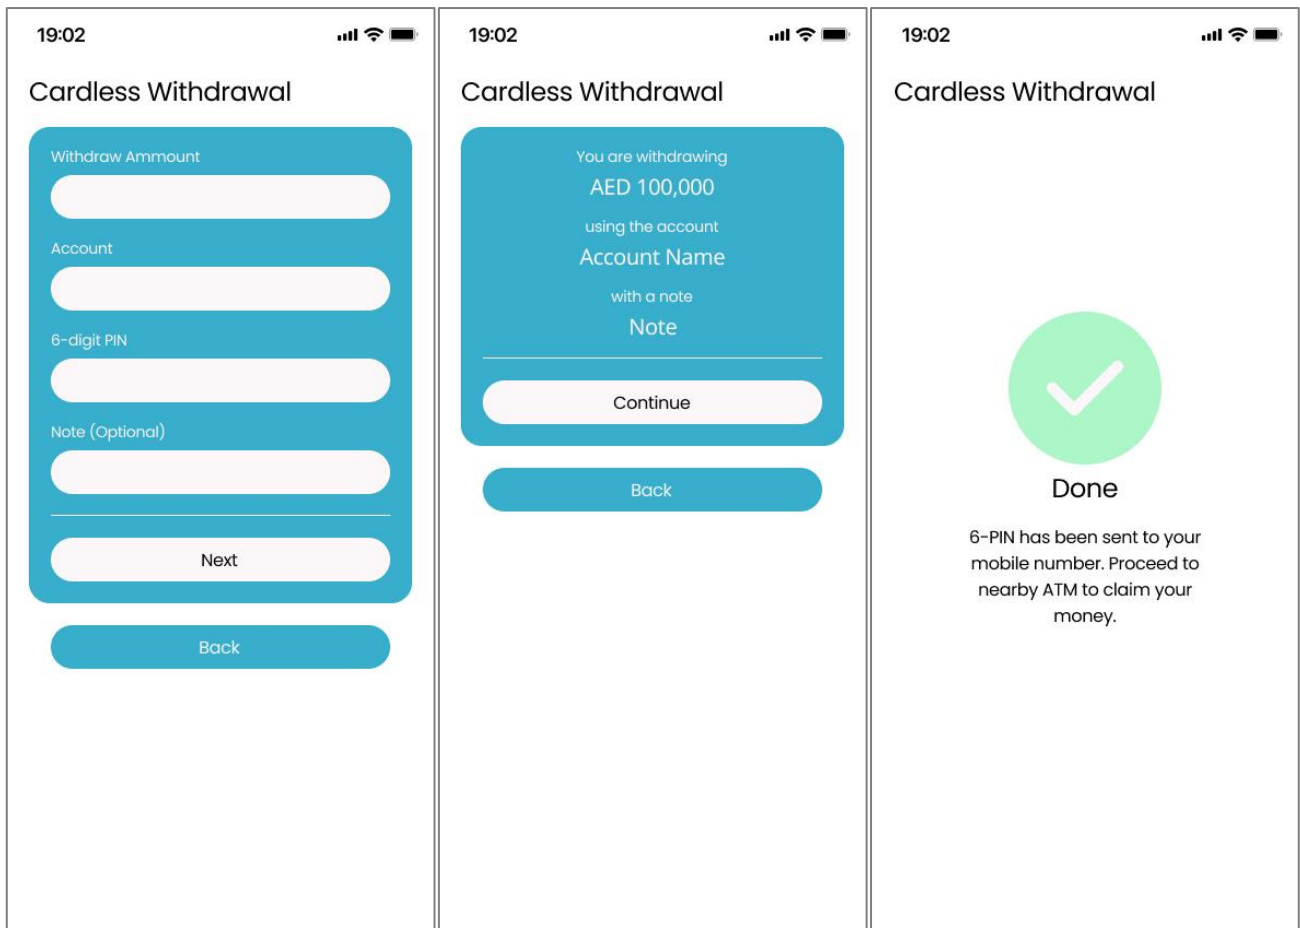 19:02
Cardless Withdrawal
Withdraw Ammount
Account
6-digit PIN
Note (Optional)
Next
Back
19:02
Cardless Withdrawal
You are withdrawing
AED 100,000
using the account
Account Name
with a note
Note
Continue
Back
19:02
Cardless Withdrawal
Done
6-PIN has been sent to your
mobile number. Proceed to
nearby ATM to claim your
money.